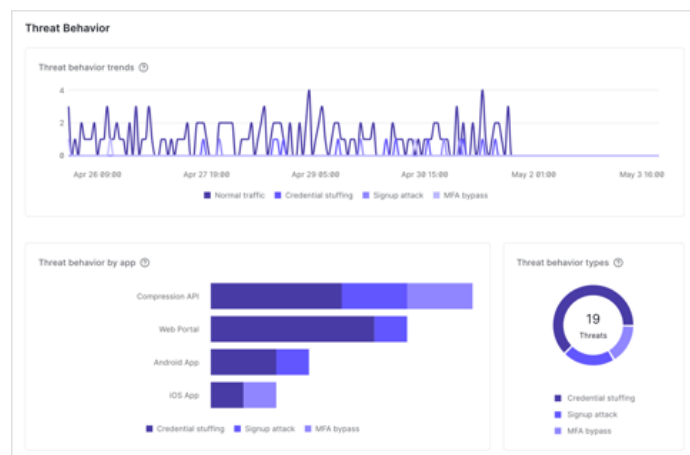 Threat Behavior
Threat behavior trends ?
4
2
0
Apr 26 09:00 Apr 27 19:00 Apr 29 05:00 Apr 30 15:00 May 2 01:00 May 3 16:00
Normal traffic Credential stuffing Signup attack MFA bypass
Threat behavior by app ?
Compression API
Web Portal
Android App
iOS App
Credential stuffing Signup attack MFA bypass
Threat behavior types ?
19
Threats
Credential stuffing
Signup attack
MFA bypass